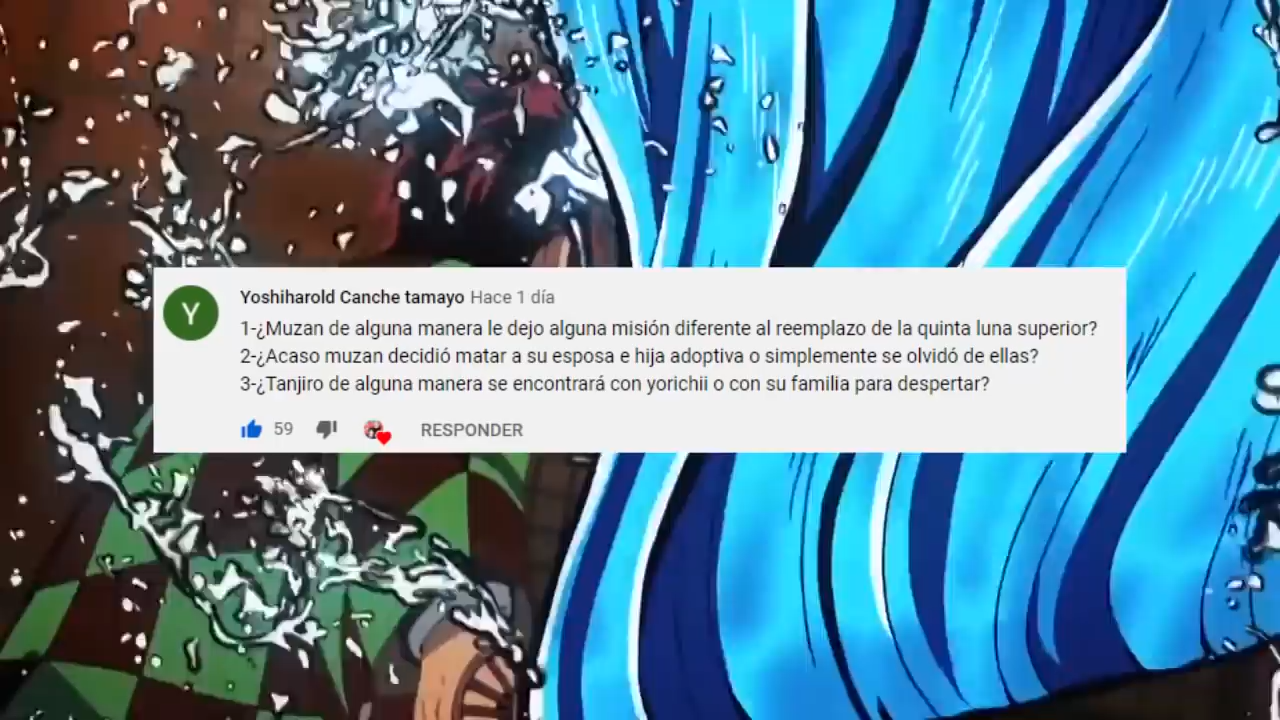 Y
Yoshiharold Canche tamayo Hace 1 día
1-¿Muzan de alguna manera le dejo alguna misión diferente al reemplazo de la quinta luna superior?
2-¿Acaso muzan decidió matar a su esposa e hija adoptiva o simplemente se olvidó de ellas?
3-¿Tanjiro de alguna manera se encontrará con yorichii o con su familia para despertar?
59 RESPONDER